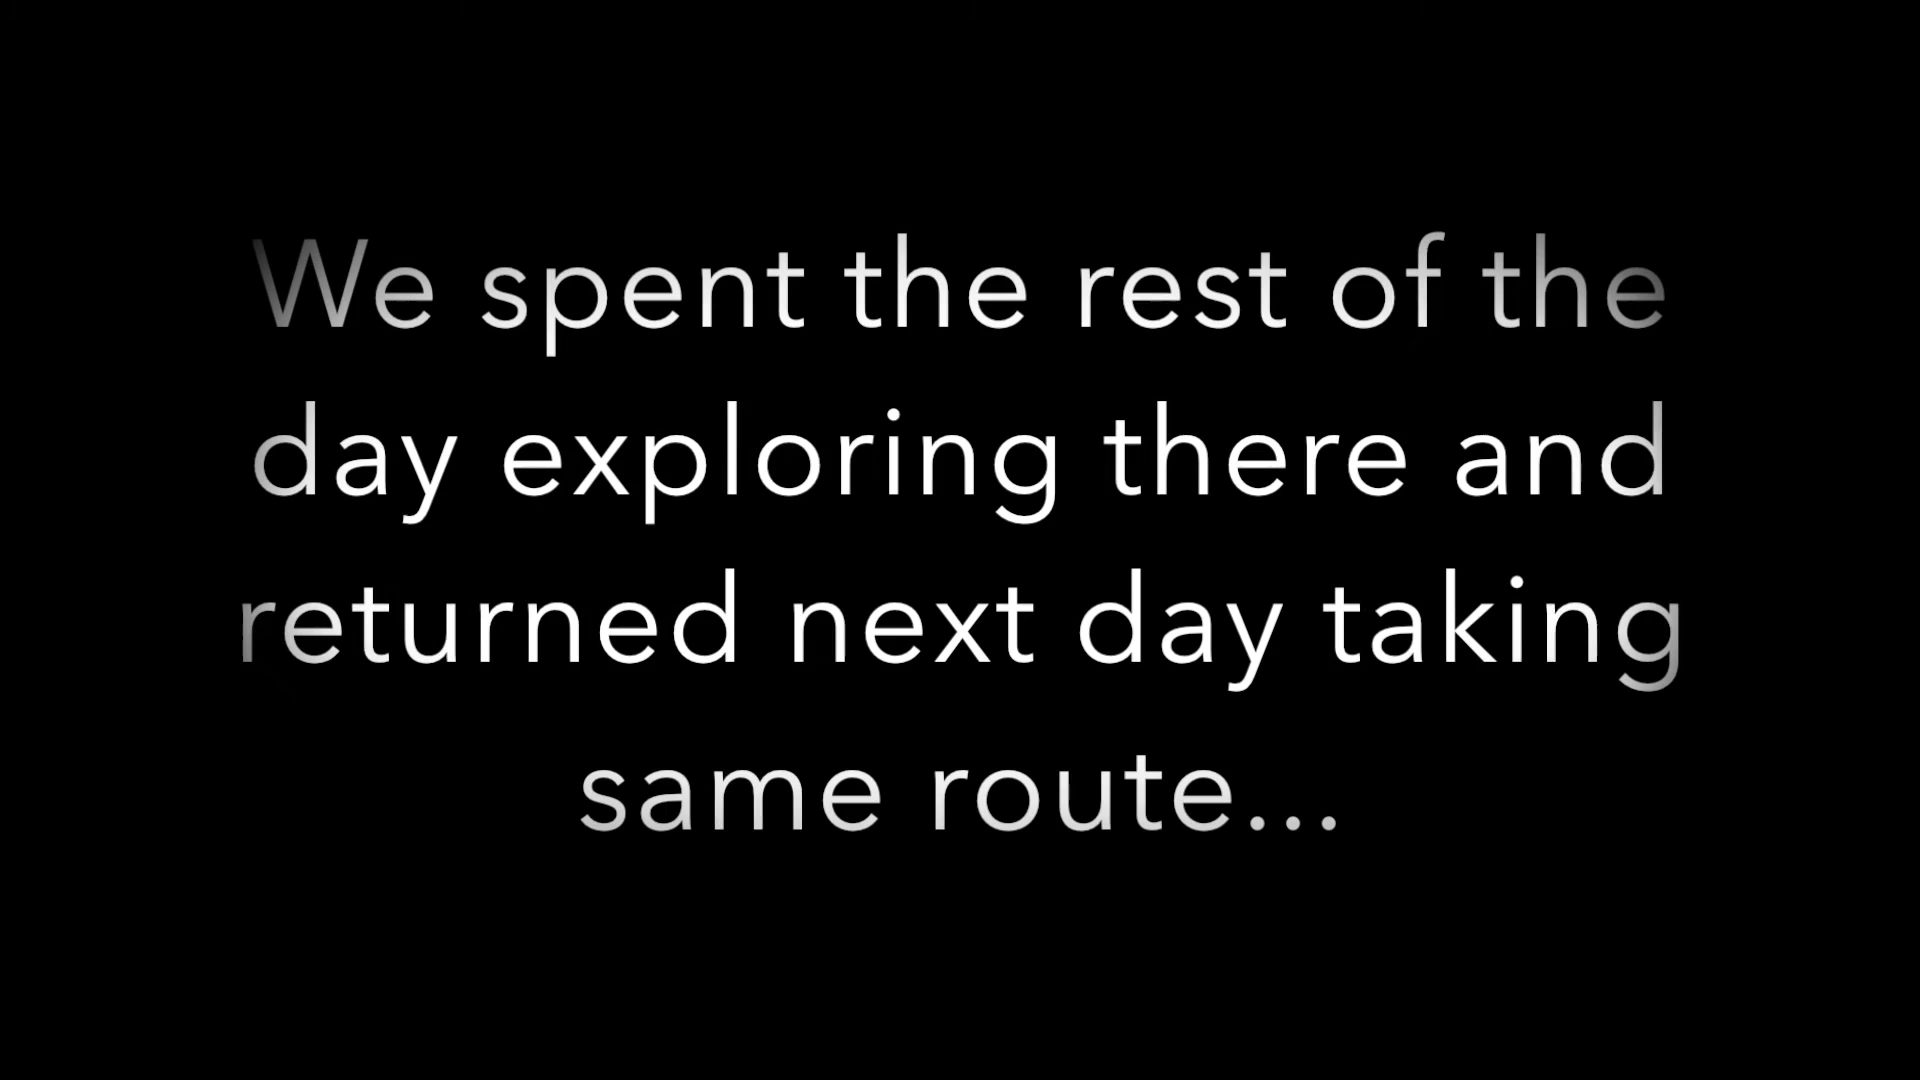 We spent the rest of the
day exploring there and
returned next day taking
same route...